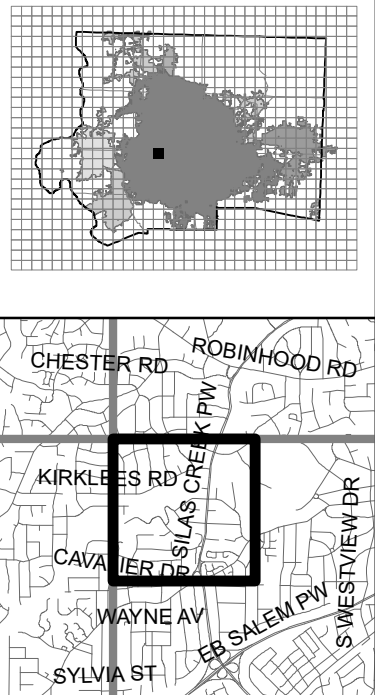 CHESTER RD
ROBINHOOD RD
SILAS CREEK PW
KIRKLEES RD
S WESTVIEW DR
CAVALIER DR
WAYNE AV
EB SALEM PW
SYLVIA ST